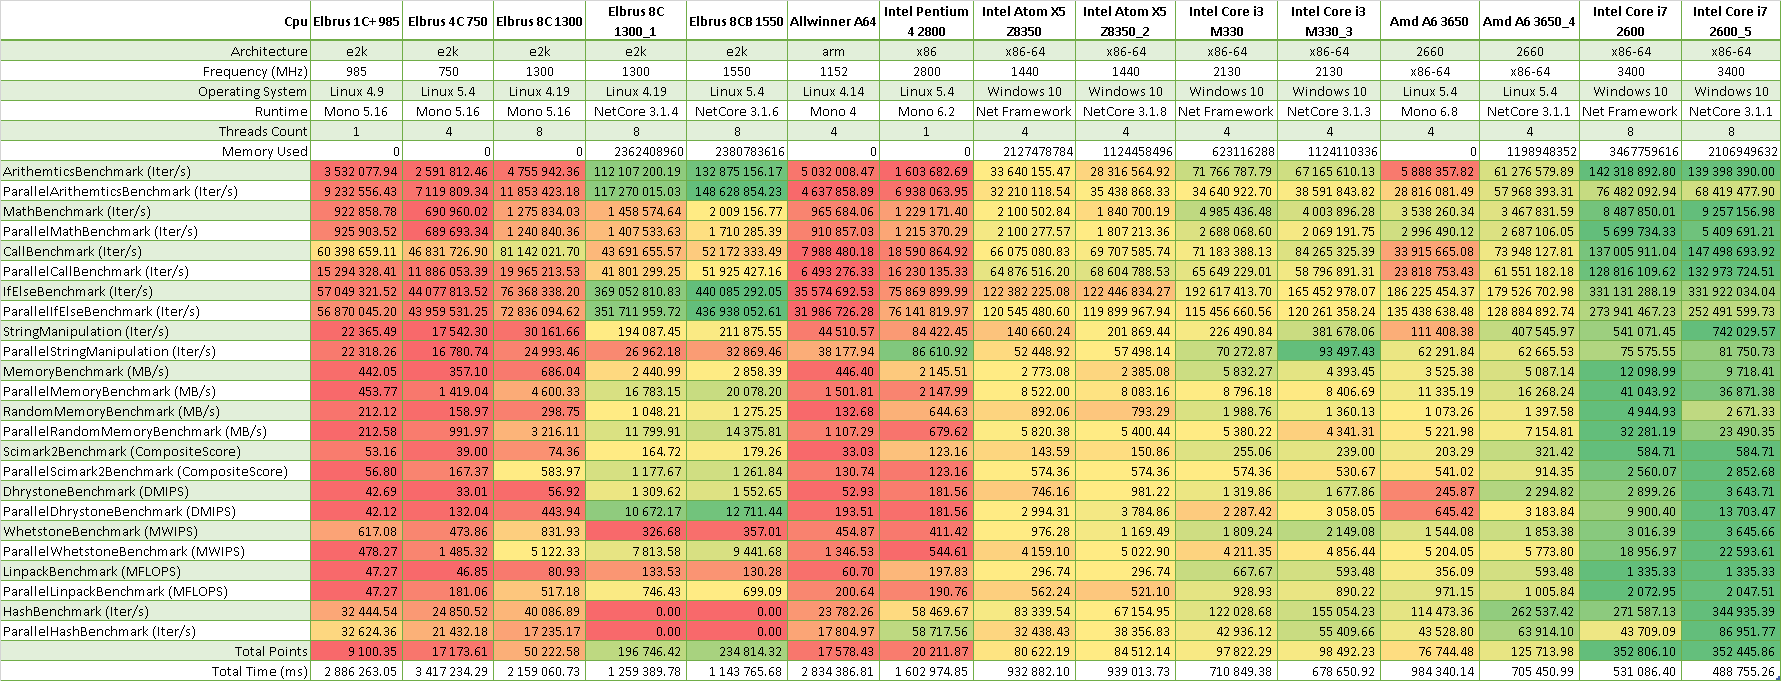 Cpu Elbrus 1C+ 985 Elbrus 4C 750 Elbrus 8C 1300 Elbrus 8C 1300_1 Elbrus 8CB 1550 Allwinner A64 Intel Pentium 4 2800 Intel Atom X5 Z8350 Intel Atom X5 Z8350_2 Intel Core i3 M330 Intel Core i3 M330_3 Amd A6 3650 Amd A6 3650_4 Intel Core i7 2600 Intel Core i7 2600_5
Architecture e2k e2k e2k e2k e2k arm x86 x86-64 x86-64 x86-64 x86-64 2660 2660 x86-64 x86-64
Frequency (MHz) 985 750 1300 1300 1550 1152 2800 1440 1440 2130 2130 x86-64 x86-64 3400 3400
Operating System Linux 4.9 Linux 5.4 Linux 4.19 Linux 4.19 Linux 5.4 Linux 4.14 Linux 5.4 Windows 10 Windows 10 Windows 10 Windows 10 Linux 5.4 Linux 5.4 Windows 10 Windows 10
Runtime Mono 5.16 Mono 5.16 Mono 5.16 NetCore 3.1.4 NetCore 3.1.6 Mono 4 Mono 6.2 Net Framework NetCore 3.1.8 Net Framework NetCore 3.1.3 Mono 6.8 NetCore 3.1.1 Net Framework NetCore 3.1.1
Threads Count 1 4 8 8 8 4 1 4 4 4 4 4 4 8 8
Memory Used 0 0 0 2362408960 2380783616 0 0 2127478784 1124458496 623116288 1124110336 0 1198948352 3467759616 2106949632
ArithemticsBenchmark (Iter/s) 3 532 077.94 2 591 812.46 4 755 942.36 112 107 200.19 132 875 156.17 5 032 008.47 1 603 682.69 33 640 155.47 28 316 564.92 71 766 787.79 67 165 610.13 5 888 357.82 61 276 579.89 142 318 892.80 139 398 390.00
ParallelArithemticsBenchmark (Iter/s) 9 232 556.43 7 119 809.34 11 853 423.18 117 270 015.03 148 628 854.23 4 637 858.89 6 938 063.95 32 210 118.54 35 438 868.33 34 640 922.70 38 591 843.82 28 816 081.49 57 968 393.31 76 482 092.94 68 419 477.90
MathBenchmark (Iter/s) 922 858.78 690 960.02 1 275 834.03 1 458 574.64 2 009 156.77 965 684.06 1 229 171.40 2 100 502.84 1 840 700.19 4 985 436.48 4 003 896.28 3 538 260.34 3 467 831.59 8 487 850.01 9 257 156.98
ParallelMathBenchmark (Iter/s) 925 903.52 689 693.34 1 240 840.36 1 407 533.63 1 710 285.39 910 857.03 1 215 370.29 2 100 277.57 1 807 213.36 2 688 068.60 2 069 191.75 2 996 490.12 2 687 106.05 5 699 734.33 5 409 691.21
CallBenchmark (Iter/s) 60 398 659.11 46 831 726.90 81 142 021.70 43 691 655.57 52 172 333.49 7 988 480.18 18 590 864.92 66 075 080.83 69 707 585.74 71 183 388.13 84 265 325.39 33 915 665.08 73 948 127.81 137 005 911.04 147 498 693.92
ParallelCallBenchmark (Iter/s) 15 294 328.41 11 886 053.39 19 965 213.53 41 801 299.25 51 925 427.16 6 493 276.33 16 230 135.33 64 876 516.20 68 604 788.53 65 649 229.01 58 796 891.31 23 818 753.43 61 551 182.18 128 816 109.62 132 973 724.51
IfElseBenchmark (Iter/s) 57 049 321.52 44 077 813.52 76 368 338.20 369 052 810.83 440 085 292.05 35 574 692.53 75 869 899.99 122 382 225.08 122 446 834.27 192 617 413.70 165 452 978.07 186 225 454.37 179 526 702.98 331 131 288.19 331 922 034.04
ParallelIfElseBenchmark (Iter/s) 56 870 045.20 43 959 531.25 72 836 094.62 351 711 959.72 436 938 052.61 31 986 726.28 76 141 819.97 120 545 480.60 119 899 967.94 115 456 660.56 120 261 358.24 135 438 638.48 128 884 892.74 273 941 467.23 252 491 599.73
StringManipulation (Iter/s) 22 365.49 17 542.30 30 161.66 194 087.45 211 875.55 44 510.57 84 422.45 140 660.24 201 869.44 226 490.84 381 678.06 111 408.38 407 545.97 541 071.45 742 029.57
ParallelStringManipulation (Iter/s) 22 318.26 16 780.74 24 993.46 26 962.18 32 869.46 38 177.94 86 610.92 52 448.92 57 498.14 70 272.87 93 497.43 62 291.84 62 665.53 75 575.55 81 750.73
MemoryBenchmark (MB/s) 442.05 357.10 686.04 2 440.99 2 858.39 446.40 2 145.51 2 773.08 2 385.08 5 832.27 4 393.45 3 525.38 5 087.14 12 098.99 9 718.41
ParallelMemoryBenchmark (MB/s) 453.77 1 419.04 4 600.33 16 783.15 20 078.20 1 501.81 2 147.99 8 522.00 8 083.16 8 796.18 8 406.69 11 335.19 16 268.24 41 043.92 36 871.38
RandomMemoryBenchmark (MB/s) 212.12 158.97 298.75 1 048.21 1 275.25 132.68 644.63 892.06 793.29 1 988.76 1 360.13 1 073.26 1 397.58 4 944.93 2 671.33
ParallelRandomMemoryBenchmark (MB/s) 212.58 991.97 3 216.11 11 799.91 14 375.81 1 107.29 679.62 5 820.38 5 400.44 5 380.22 4 341.31 5 221.98 7 154.81 32 281.19 23 490.35
Scimark2Benchmark (CompositeScore) 53.16 39.00 74.36 164.72 179.26 33.03 123.16 143.59 150.86 255.06 239.00 203.29 321.42 584.71 584.71
ParallelScimark2Benchmark (CompositeScore) 56.80 167.37 583.97 1 177.67 1 261.84 130.74 123.16 574.36 574.36 574.36 530.67 541.02 914.35 2 560.07 2 852.68
DhrystoneBenchmark (DMIPS) 42.69 33.01 56.92 1 309.62 1 552.65 52.93 181.56 746.16 981.22 1 319.86 1 677.86 245.87 2 294.82 2 899.26 3 643.71
ParallelDhrystoneBenchmark (DMIPS) 42.12 132.04 443.94 10 672.17 12 711.44 193.51 181.56 2 994.31 3 784.86 2 287.42 3 058.05 645.42 3 183.84 9 900.40 13 703.47
WhetstoneBenchmark (MWIPS) 617.08 473.86 831.93 326.68 357.01 454.87 411.42 976.28 1 169.49 1 809.24 2 149.08 1 544.08 1 853.38 3 016.39 3 645.66
ParallelWhetstoneBenchmark (MWIPS) 478.27 1 485.32 5 122.33 7 813.58 9 441.68 1 346.53 544.61 4 159.10 5 022.90 4 211.35 4 856.44 5 204.05 5 773.80 18 956.97 22 593.61
LinpackBenchmark (MFLOPS) 47.27 46.85 80.93 133.53 130.28 60.70 197.83 296.74 296.74 667.67 593.48 356.09 593.48 1 335.33 1 335.33
ParallelLinpackBenchmark (MFLOPS) 47.27 181.06 517.18 746.43 699.09 200.64 190.76 562.24 521.10 928.93 890.22 971.15 1 005.84 2 072.95 2 047.51
HashBenchmark (Iter/s) 32 444.54 24 850.52 40 086.89 0.00 0.00 23 782.26 58 469.67 83 339.54 67 154.95 122 028.68 155 054.23 114 473.36 262 537.42 271 587.13 344 935.39
ParallelHashBenchmark (Iter/s) 32 624.36 21 432.18 17 235.17 0.00 0.00 17 804.97 58 717.56 32 438.43 38 356.83 42 936.12 55 409.66 43 528.80 63 914.10 43 709.09 86 951.77
Total Points 9 100.35 17 173.61 50 222.58 196 746.42 234 814.32 17 578.43 20 211.87 80 622.19 84 512.14 97 822.29 98 492.23 76 744.48 125 713.98 352 806.10 352 445.86
Total Time (ms) 2 886 263.05 3 417 234.29 2 159 060.73 1 259 389.78 1 143 765.68 2 834 386.81 1 602 974.85 932 882.10 939 013.73 710 849.38 678 650.92 984 340.14 705 450.99 531 086.40 488 755.26